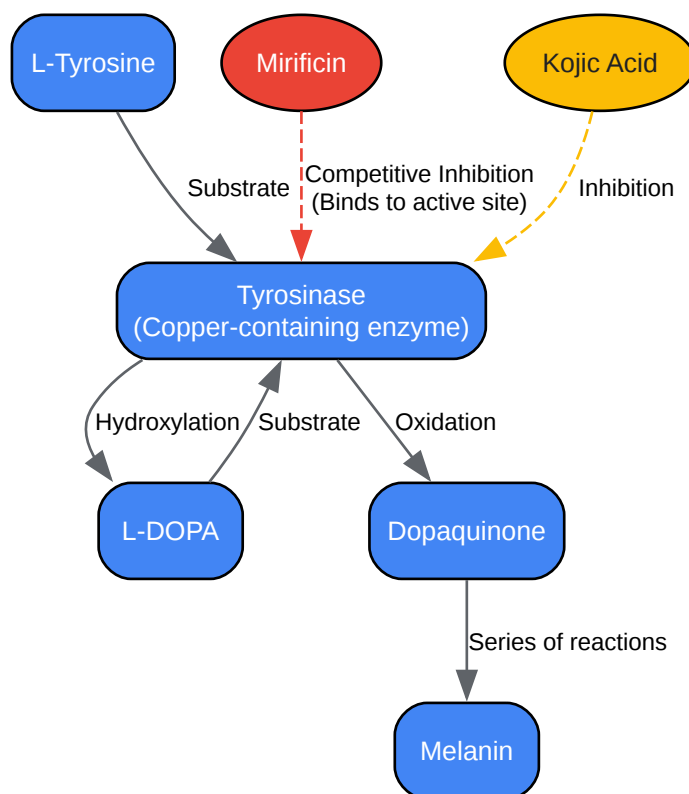 L-Tyrosine
Mirificin
Kojic Acid
Substrate
Competitive Inhibition
(Binds to active site)
Inhibition
Tyrosinase
(Copper-containing enzyme)
Hydroxylation
Substrate
Oxidation
L-DOPA
Dopaquinone
Series of reactions
Melanin